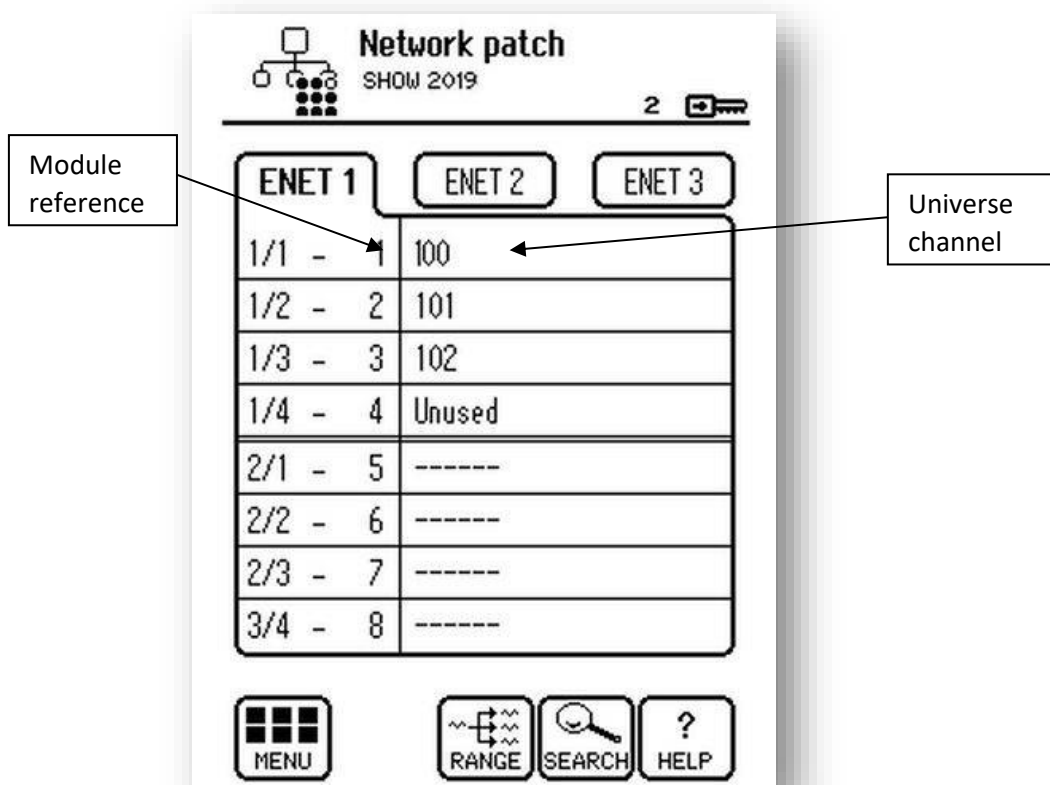 Network patch
SHOW 2019
2
Module
reference
Universe
channel
ENET 1 ENET 2 ENET 3
1/1 - 1 100
1/2 - 2 101
1/3 - 3 102
1/4 - 4 Unused
2/1 - 5 ------
2/2 - 6 ------
2/3 - 7 ------
3/4 - 8 ------
MENU RANGE SEARCH ? HELP